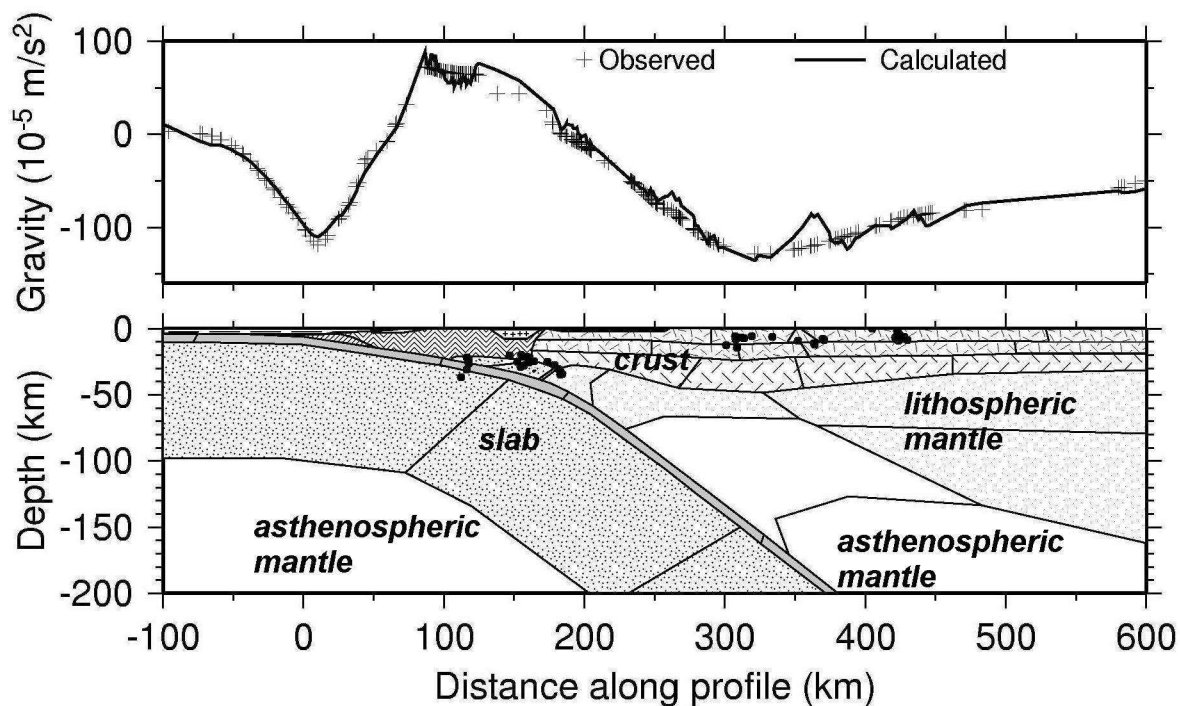 100
0
-100
Gravity (10-5 m/s2)
Observed
Calculated
0
-50
-100
-150
-200
Depth (km)
crust
slab
lithospheric
mantle
asthenospheric
mantle
asthenospheric
mantle
-100 0 100 200 300 400 500 600
Distance along profile (km)